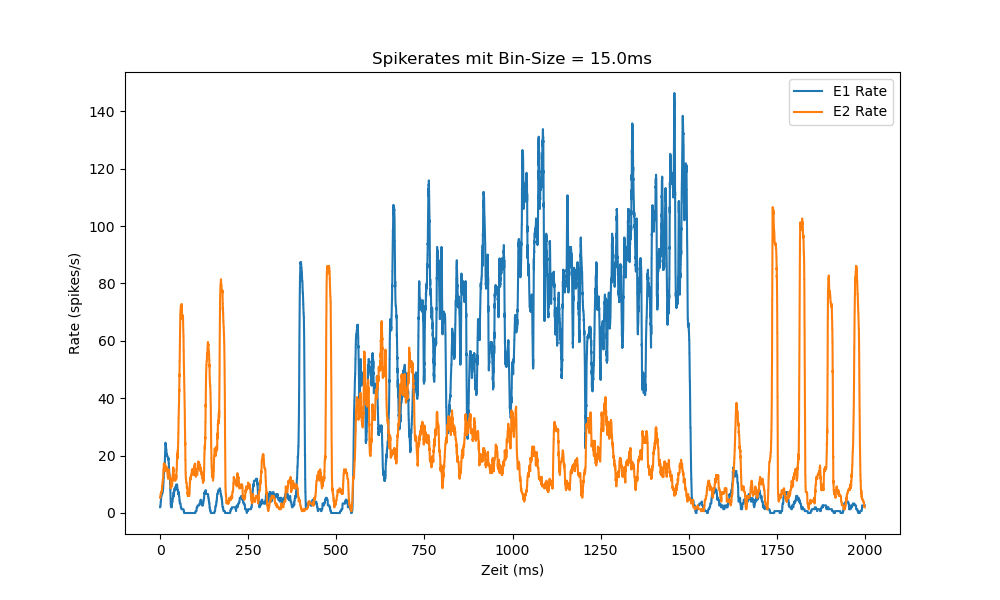 Spikerates mit Bin-Size = 15.0ms
E1 Rate
E2 Rate
140
120
100
80
60
40
20
0
Rate (spikes/s)
0 250 500 750 1000 1250 1500 1750 2000
Zeit (ms)